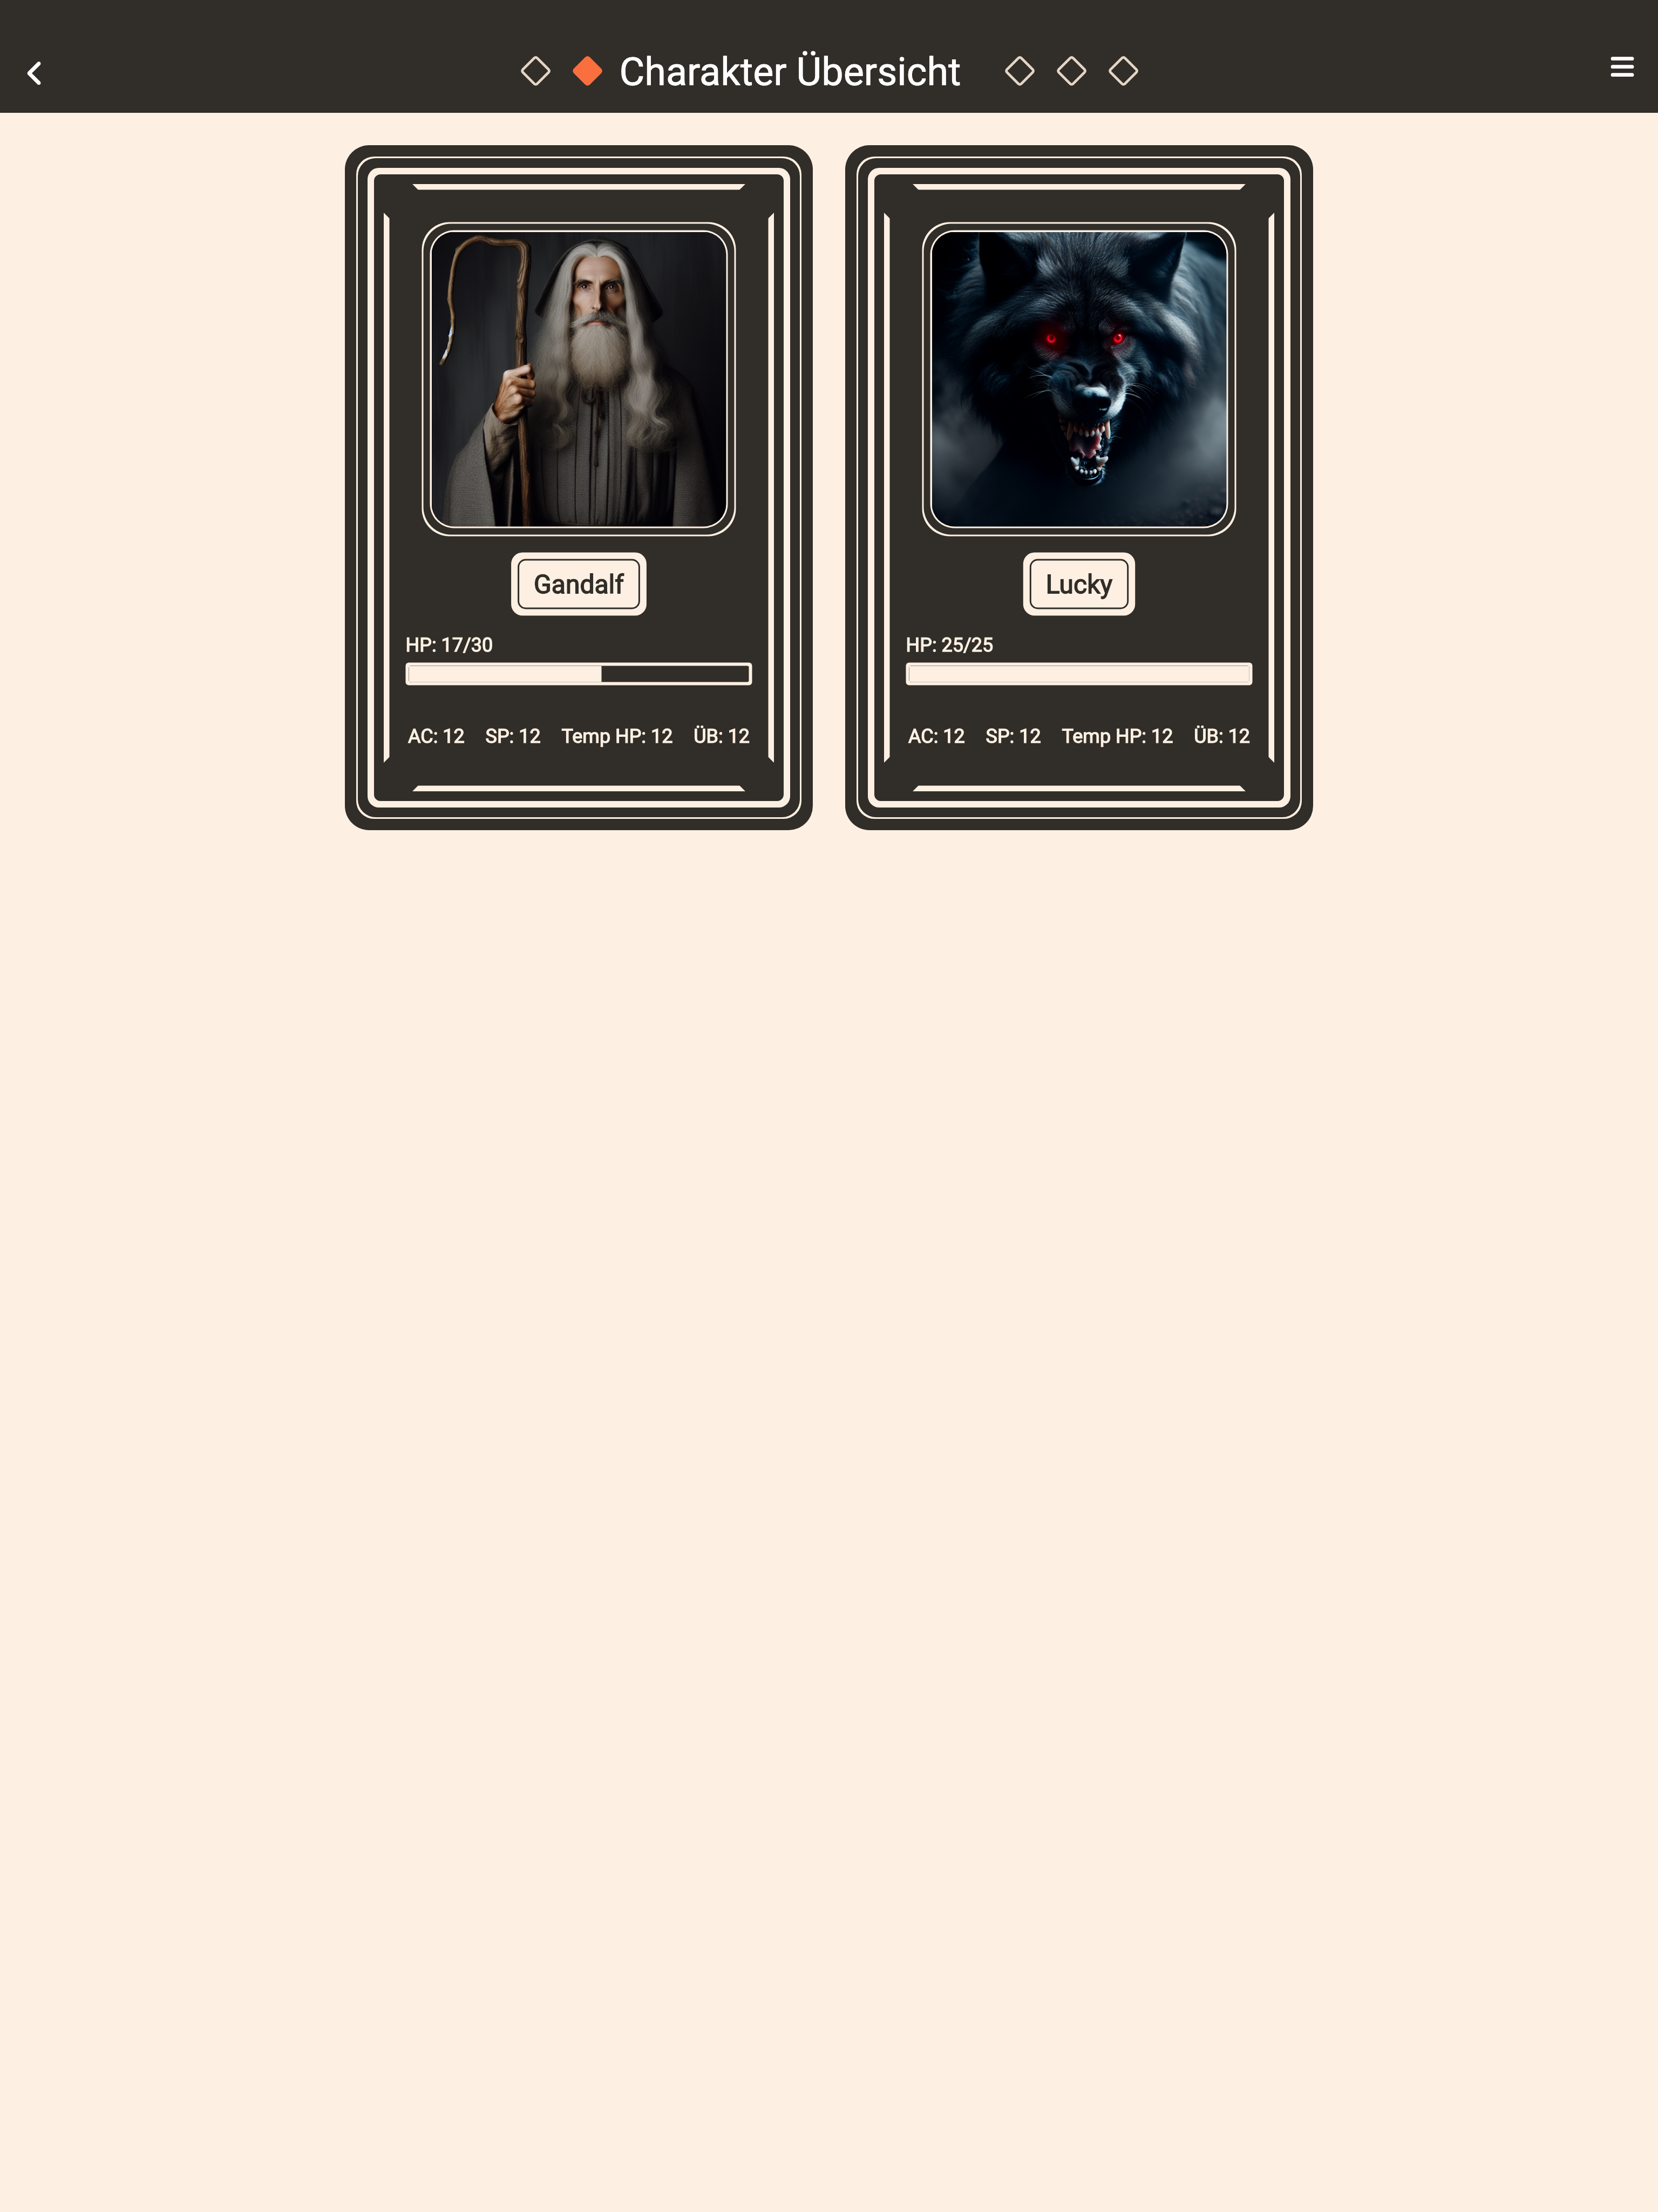 Charakter Übersicht
Gandalf
HP: 17/30
AC: 12 SP: 12 Temp HP: 12 ÜB: 12
Lucky
HP: 25/25
AC: 12 SP: 12 Temp HP: 12 ÜB: 12